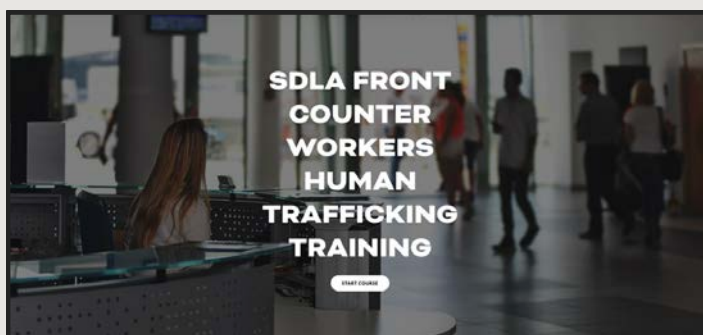 SDLA FRONT
COUNTER
WORKERS
HUMAN
TRAFFICKING
TRAINING
START COURSE